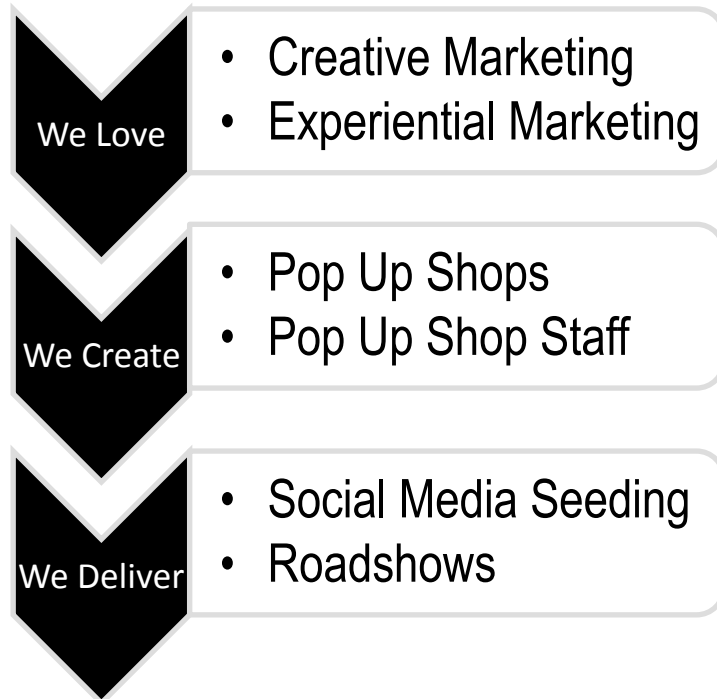 We Love
• Creative Marketing
• Experiential Marketing
We Create
• Pop Up Shops
• Pop Up Shop Staff
We Deliver
• Social Media Seeding
• Roadshows